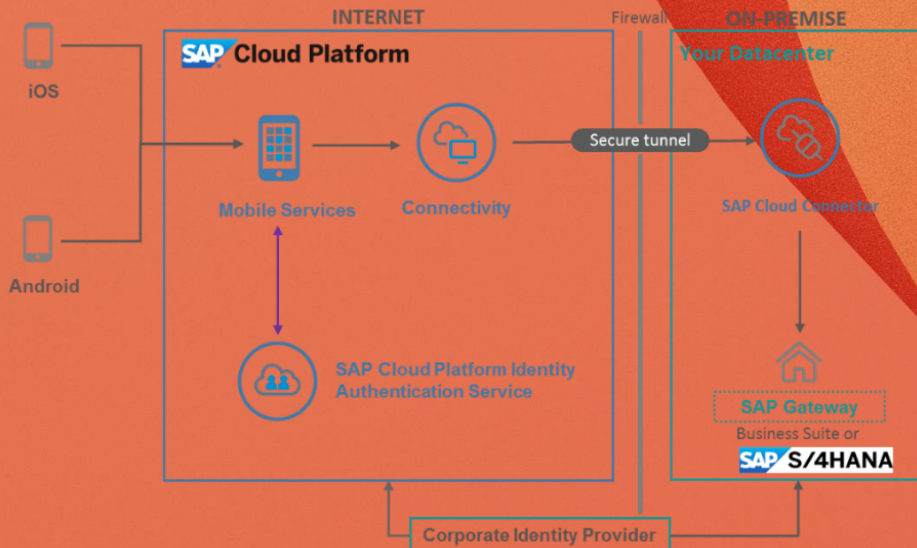 INTERNET
Firewall
ON-PREMISE
SAP Cloud Platform
Your Datacenter
iOS
Secure tunnel
Mobile Services
Connectivity
SAP Cloud Connector
Android
SAP Cloud Platform Identity
Authentication Service
SAP Gateway
Business Suite or
SAP S/4HANA
Corporate Identity Provider